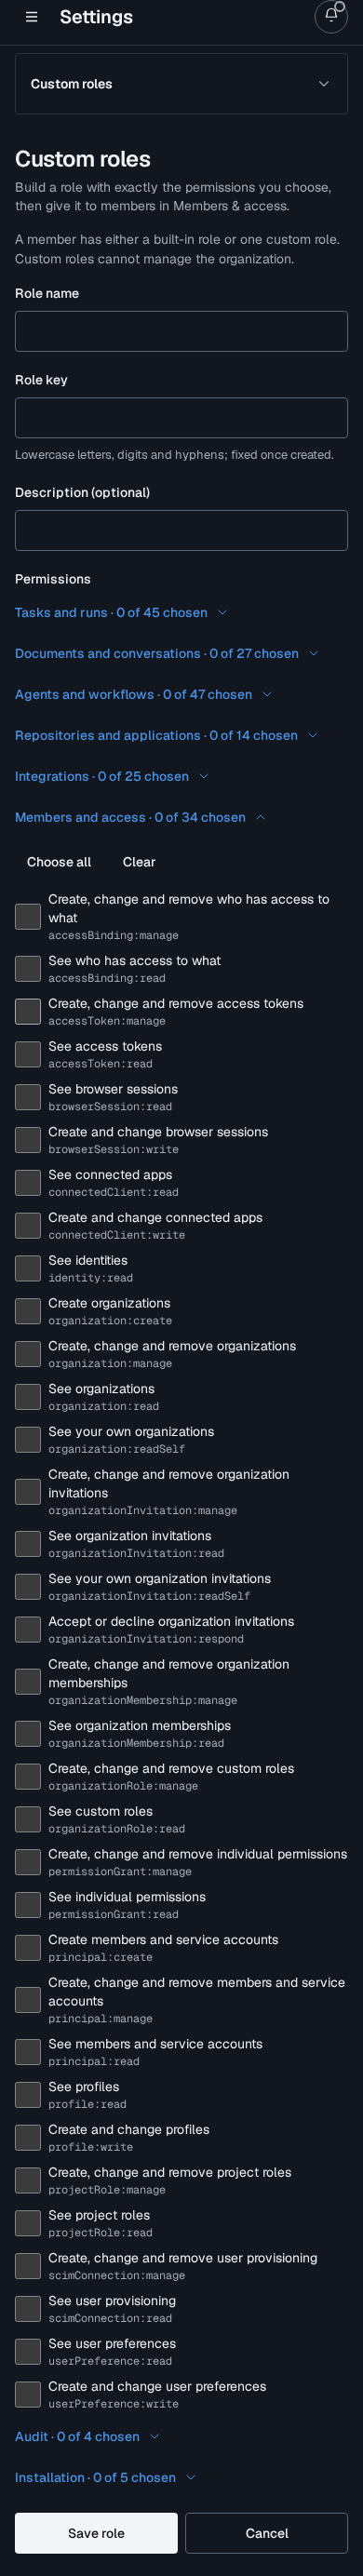 Settings
Custom roles
Custom roles
Build a role with exactly the permissions you choose,
then give it to members in Members & access.
A member has either a built-in role or one custom role.
Custom roles cannot manage the organization.
Role name
Role key
Lowercase letters, digits and hyphens; fixed once created.
Description (optional)
Permissions
Tasks and runs · 0 of 45 chosen
Documents and conversations · 0 of 27 chosen
Agents and workflows · 0 of 47 chosen
Repositories and applications · 0 of 14 chosen
Integrations · 0 of 25 chosen
Members and access · 0 of 34 chosen
Choose all Clear
Create, change and remove who has access to
what
accessBinding:manage
See who has access to what
accessBinding:read
Create, change and remove access tokens
accessToken:manage
See access tokens
accessToken:read
See browser sessions
browserSession:read
Create and change browser sessions
browserSession:write
See connected apps
connectedClient:read
Create and change connected apps
connectedClient:write
See identities
identity:read
Create organizations
organization:create
Create, change and remove organizations
organization:manage
See organizations
organization:read
See your own organizations
organization:readSelf
Create, change and remove organization
invitations
organizationInvitation:manage
See organization invitations
organizationInvitation:read
See your own organization invitations
organizationInvitation:readSelf
Accept or decline organization invitations
organizationInvitation:respond
Create, change and remove organization
memberships
organizationMembership:manage
See organization memberships
organizationMembership:read
Create, change and remove custom roles
organizationRole:manage
See custom roles
organizationRole:read
Create, change and remove individual permissions
permissionGrant:manage
See individual permissions
permissionGrant:read
Create members and service accounts
principal:create
Create, change and remove members and service
accounts
principal:manage
See members and service accounts
principal:read
See profiles
profile:read
Create and change profiles
profile:write
Create, change and remove project roles
projectRole:manage
See project roles
projectRole:read
Create, change and remove user provisioning
scimConnection:manage
See user provisioning
scimConnection:read
See user preferences
userPreference:read
Create and change user preferences
userPreference:write
Audit · 0 of 4 chosen
Installation · 0 of 5 chosen
Save role Cancel